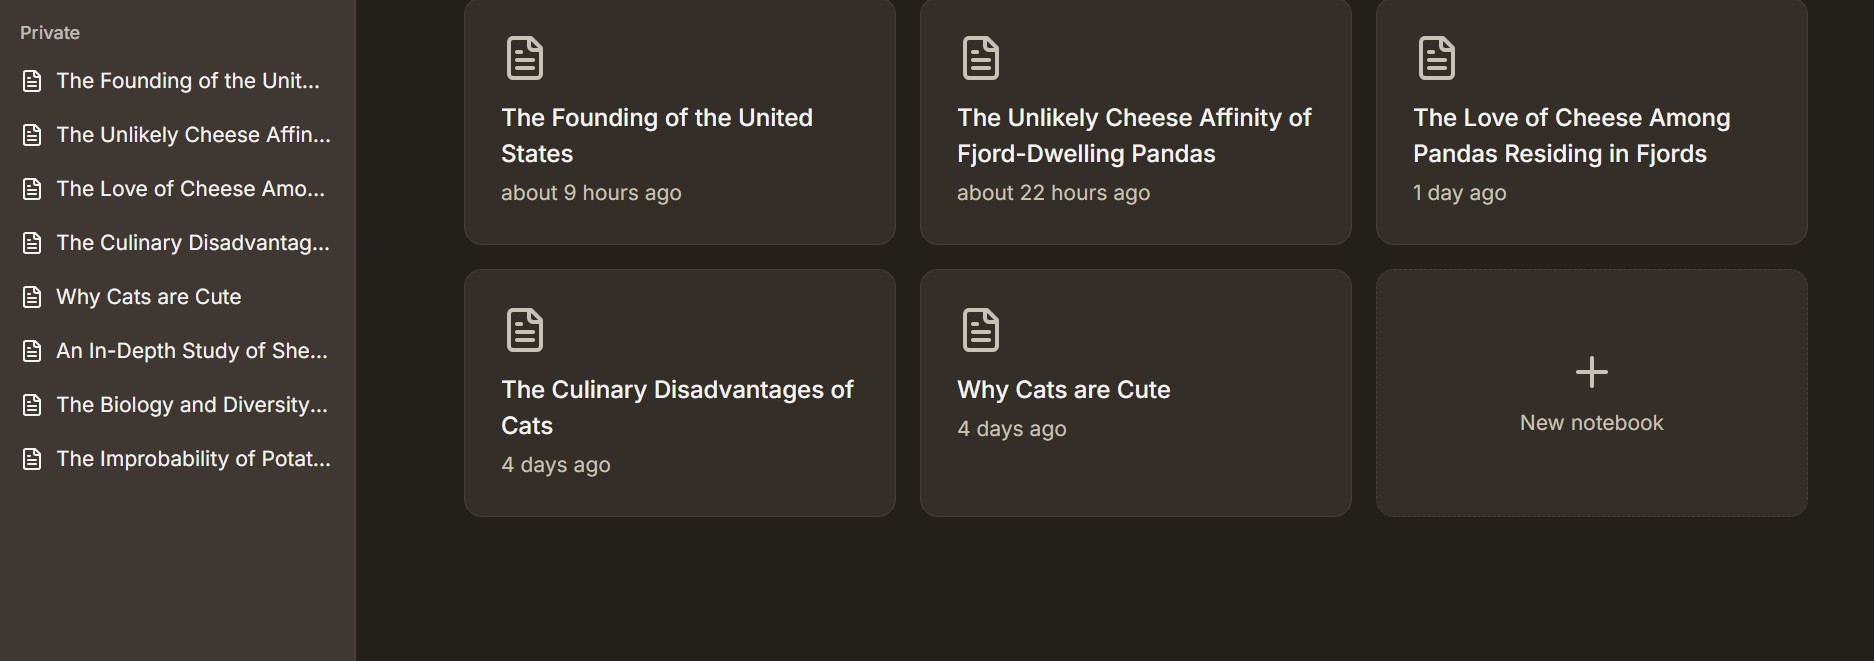 Private
The Founding of the Unit...
The Unlikely Cheese Affin...
The Love of Cheese Amo...
The Culinary Disadvantag...
Why Cats are Cute
An In-Depth Study of She...
The Biology and Diversity...
The Improbability of Potat...
The Founding of the United
States
about 9 hours ago
The Unlikely Cheese Affinity of
Fjord-Dwelling Pandas
about 22 hours ago
The Love of Cheese Among
Pandas Residing in Fjords
1 day ago
The Culinary Disadvantages of
Cats
4 days ago
Why Cats are Cute
4 days ago
New notebook